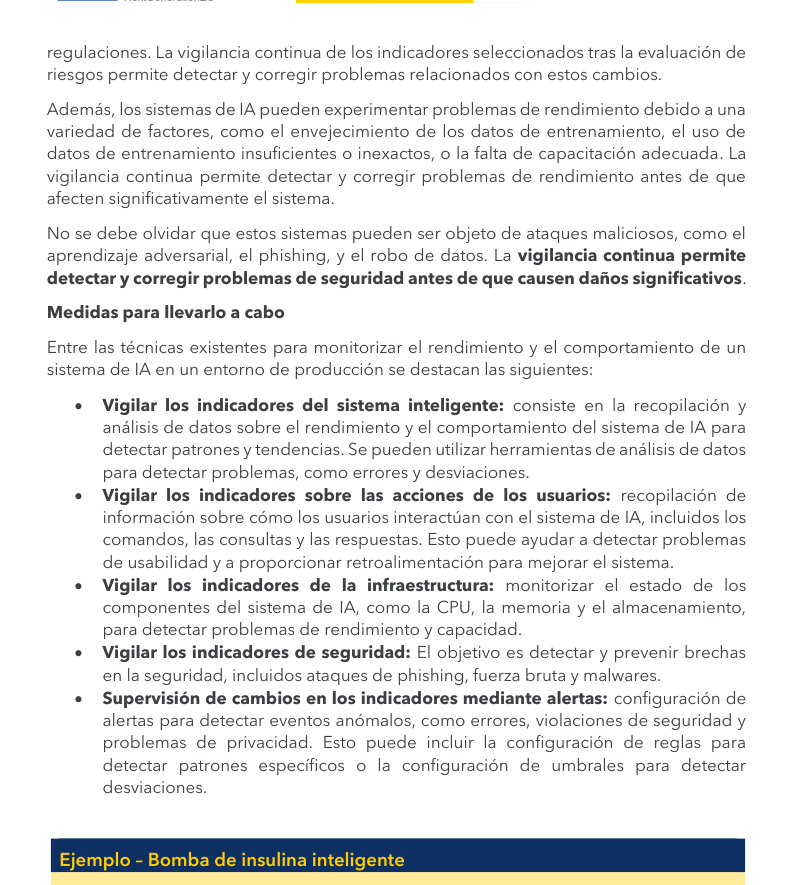 regulaciones. La vigilancia continua de los indicadores seleccionados tras la evaluación de
riesgos permite detectar y corregir problemas relacionados con estos cambios.
Además, los sistemas de IA pueden experimentar problemas de rendimiento debido a una
variedad de factores, como el envejecimiento de los datos de entrenamiento, el uso de
datos de entrenamiento insuficientes o inexactos, o la falta de capacitación adecuada. La
vigilancia continua permite detectar y corregir problemas de rendimiento antes de que
afecten significativamente el sistema.
No se debe olvidar que estos sistemas pueden ser objeto de ataques maliciosos, como el
aprendizaje adversarial, el phishing, y el robo de datos. La vigilancia continua permite
detectar y corregir problemas de seguridad antes de que causen daños significativos.
Medidas para llevarlo a cabo
Entre las técnicas existentes para monitorizar el rendimiento y el comportamiento de un
sistema de IA en un entorno de producción se destacan las siguientes:
• Vigilar los indicadores del sistema inteligente: consiste en la recopilación y
análisis de datos sobre el rendimiento y el comportamiento del sistema de IA para
detectar patrones y tendencias. Se pueden utilizar herramientas de análisis de datos
para detectar problemas, como errores y desviaciones.
• Vigilar los indicadores sobre las acciones de los usuarios: recopilación de
información sobre cómo los usuarios interactúan con el sistema de IA, incluidos los
comandos, las consultas y las respuestas. Esto puede ayudar a detectar problemas
de usabilidad y a proporcionar retroalimentación para mejorar el sistema.
• Vigilar los indicadores de la infraestructura: monitorizar el estado de los
componentes del sistema de IA, como la CPU, la memoria y el almacenamiento,
para detectar problemas de rendimiento y capacidad.
• Vigilar los indicadores de seguridad: El objetivo es detectar y prevenir brechas
en la seguridad, incluidos ataques de phishing, fuerza bruta y malwares.
• Supervisión de cambios en los indicadores mediante alertas: configuración de
alertas para detectar eventos anómalos, como errores, violaciones de seguridad y
problemas de privacidad. Esto puede incluir la configuración de reglas para
detectar patrones específicos o la configuración de umbrales para detectar
desviaciones.
Ejemplo – Bomba de insulina inteligente